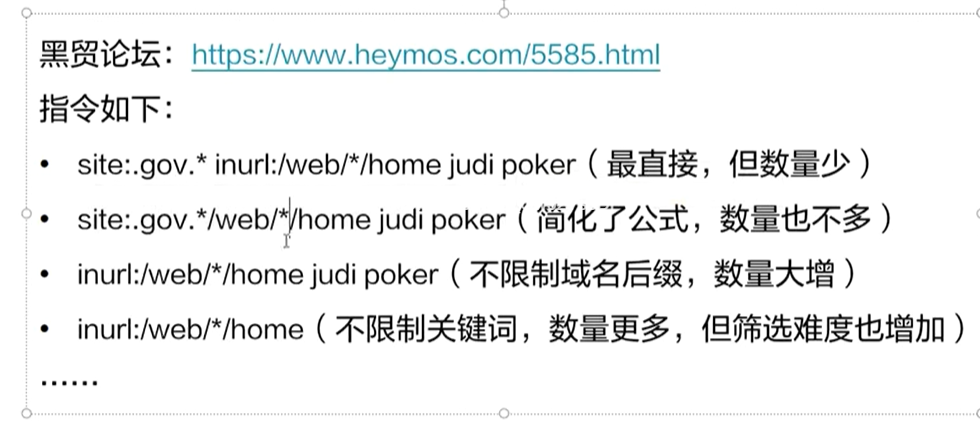 黑贸论坛：https://www.heymos.com/5585.html
指令如下：
• site:.gov.* inurl:/web/*/home judi poker（最直接，但数量少）
• site:.gov.*/web/*/home judi poker（简化了公式，数量也不多）
• inurl:/web/*/home judi poker（不限制域名后缀，数量大增）
• inurl:/web/*/home（不限制关键词，数量更多，但筛选难度也增加）
……